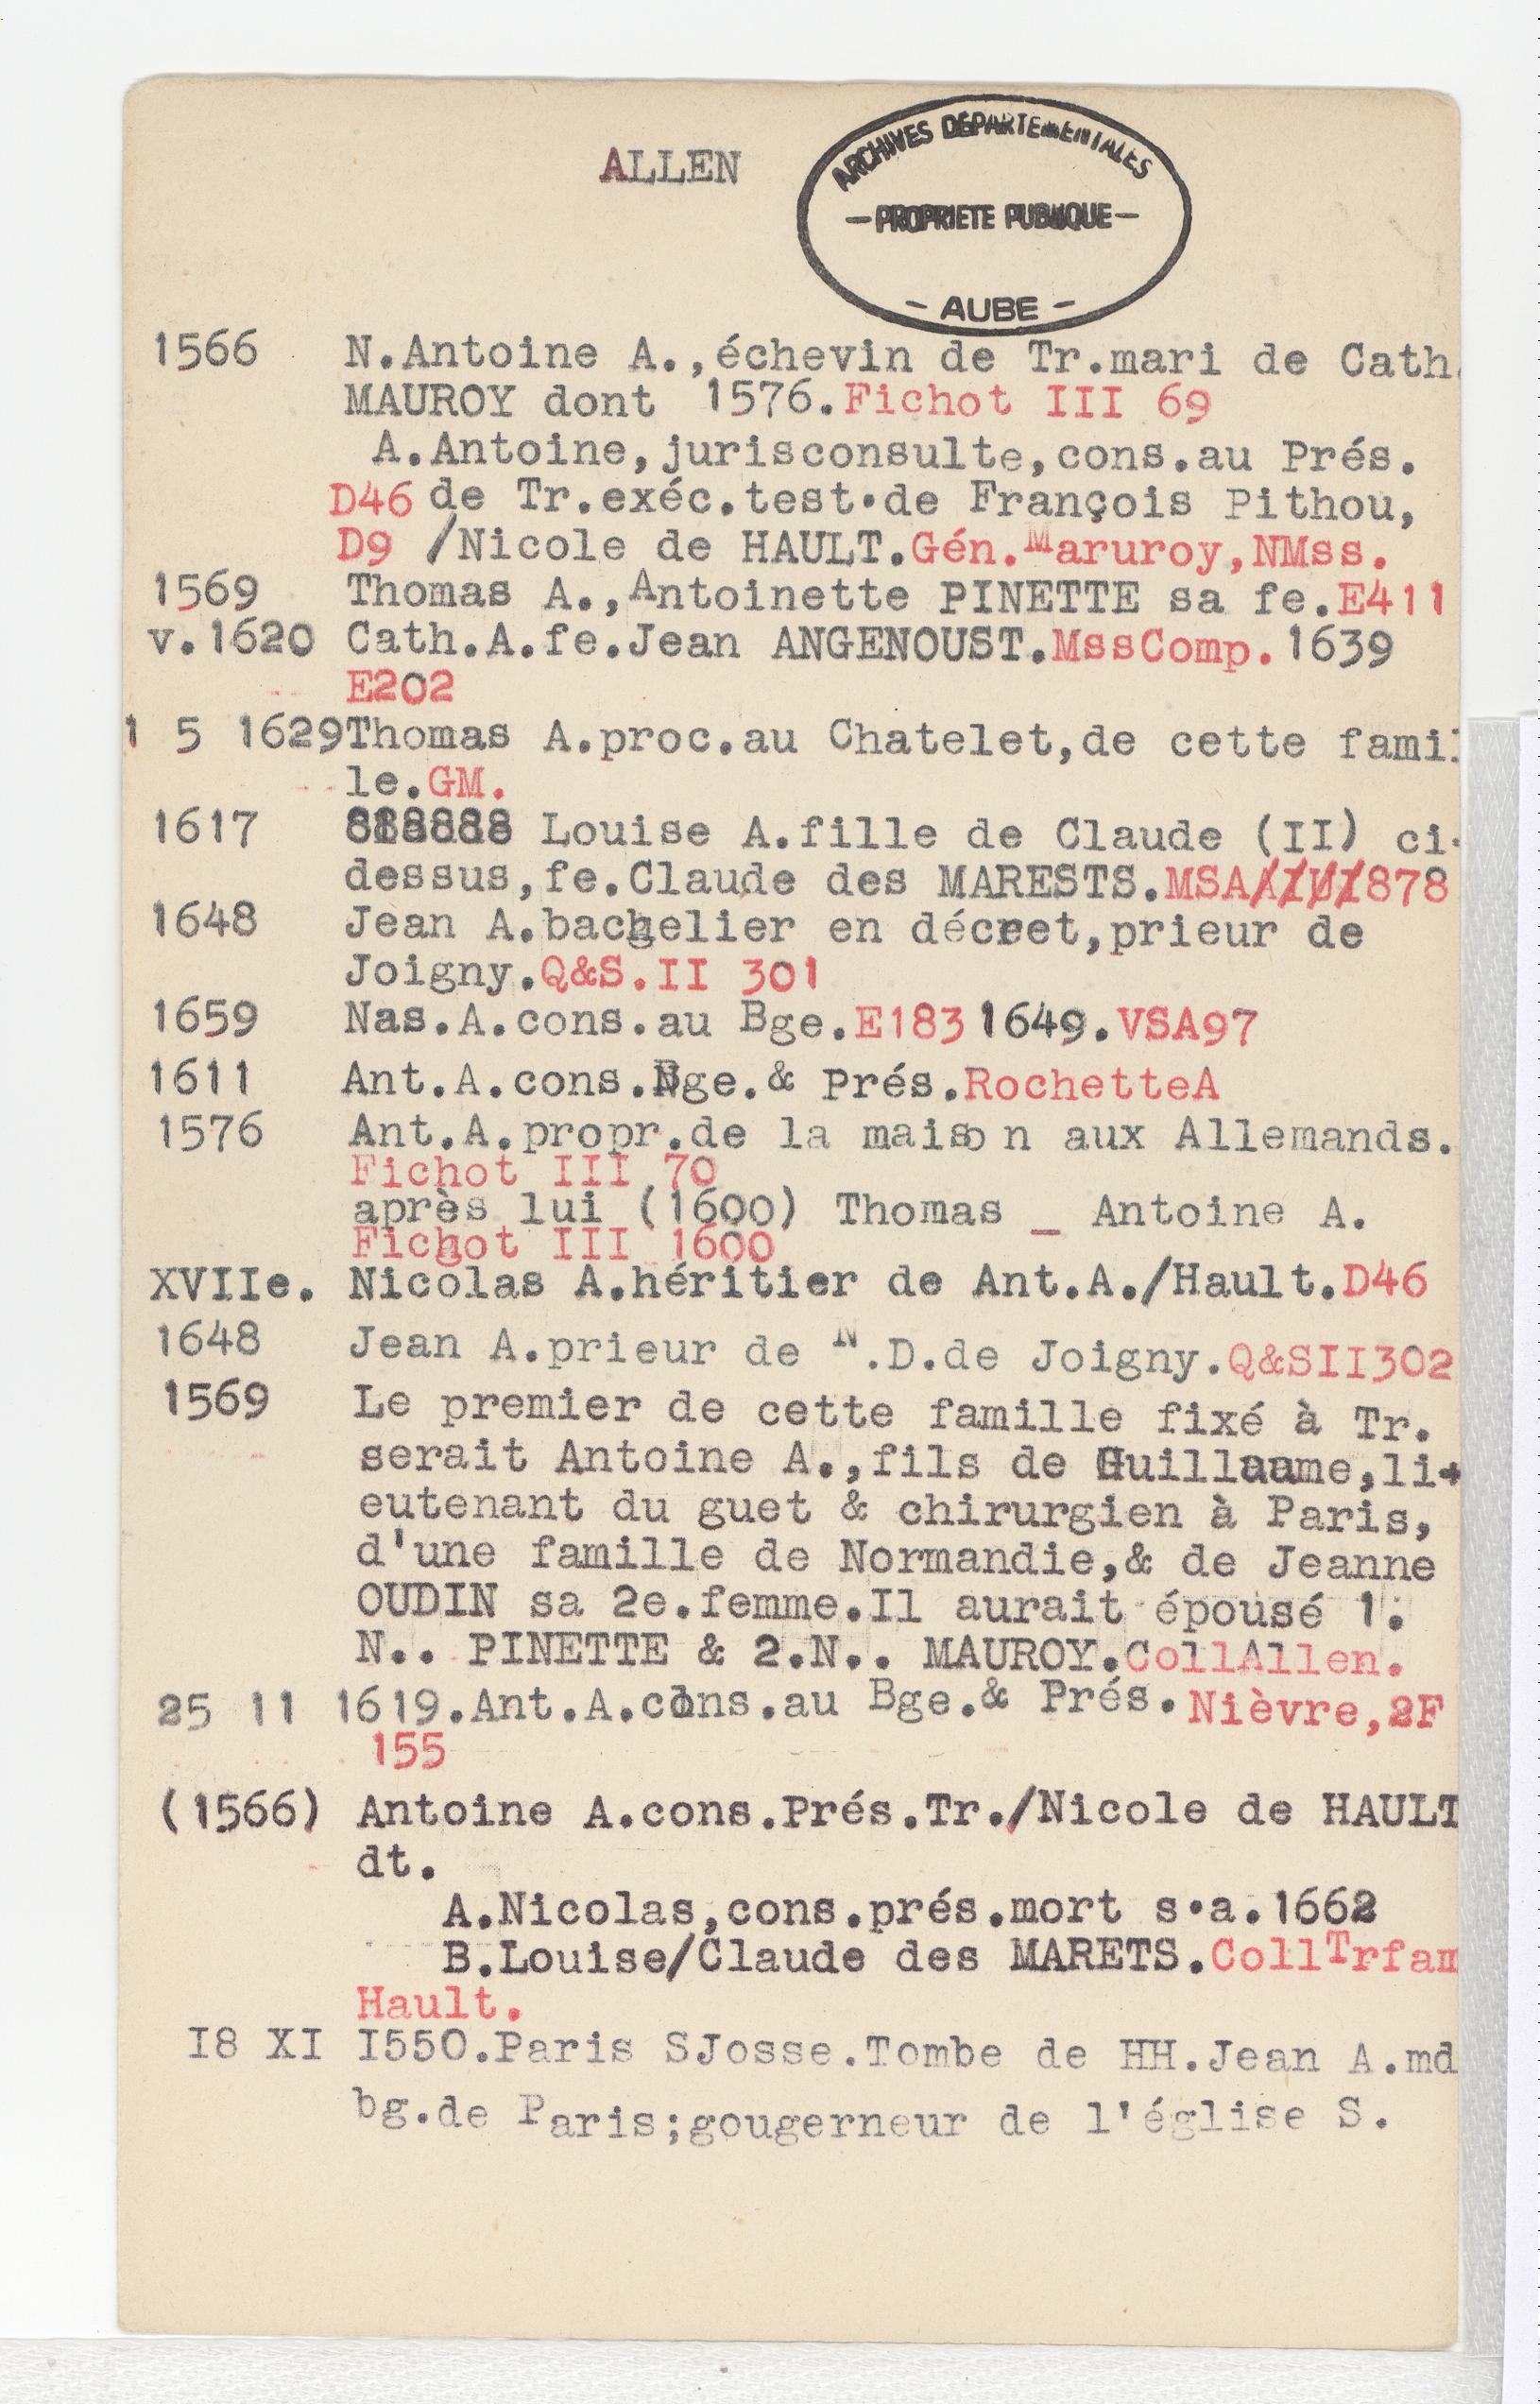 ALLEN
ARCHIVES DEPARTEMENTALES
- PROPRIETE PUBLIQUE -
- AUBE -
1566 N.Antoine A.,échevin de Tr.mari de Cath.
MAUROY dont 1576.Fichot III 69
A.Antoine,jurisconsulte,cons.au Prés.
D46 de Tr.exéc.test.de François Pithou,
D9 /Nicole de HAULT.Gén.Maruroy,NMss.
1569 Thomas A.,Antoinette PINETTE sa fe.E411
v.1620 Cath.A.fe.Jean ANGENOUST.MssComp.1639
E202
1 5 1629Thomas A.proc.au Chatelet,de cette famil
le.GM.
1617 Louise A.fille de Claude (II) ci-
dessus,fe.Claude des MARESTS.MSA878
1648 Jean A.bachelier en décret,prieur de
Joigny.Q&S.II 301
1659 Nas.A.cons.au Bge.E183 1649.VSA97
1611 Ant.A.cons.Bge.& Prés.RochetteA
1576 Ant.A.propr.de la maison aux Allemands.
Fichot III 70
après lui (1600) Thomas _ Antoine A.
Fichot III 1600
XVIIe. Nicolas A.héritier de Ant.A./Hault.D46
1648 Jean A.prieur de N.D.de Joigny.Q&SII302
1569 Le premier de cette famille fixé à Tr.
serait Antoine A.,fils de Guillaume,li-
eutenant du guet & chirurgien à Paris,
d'une famille de Normandie,& de Jeanne
OUDIN sa 2e.femme.Il aurait épousé 1.
N.. PINETTE & 2.N.. MAUROY.CollAllen.
25 11 1619.Ant.A.cons.au Bge.& Prés.Nièvre,2F
155
(1566) Antoine A.cons.Prés.Tr./Nicole de HAULT
dt.
A.Nicolas,cons.prés.mort s.a.1662
B.Louise/Claude des MARETS.CollTrfam
Hault.
I8 XI I550.Paris SJosse.Tombe de HH.Jean A.md
bg.de Paris;gougerneur de l'église S.